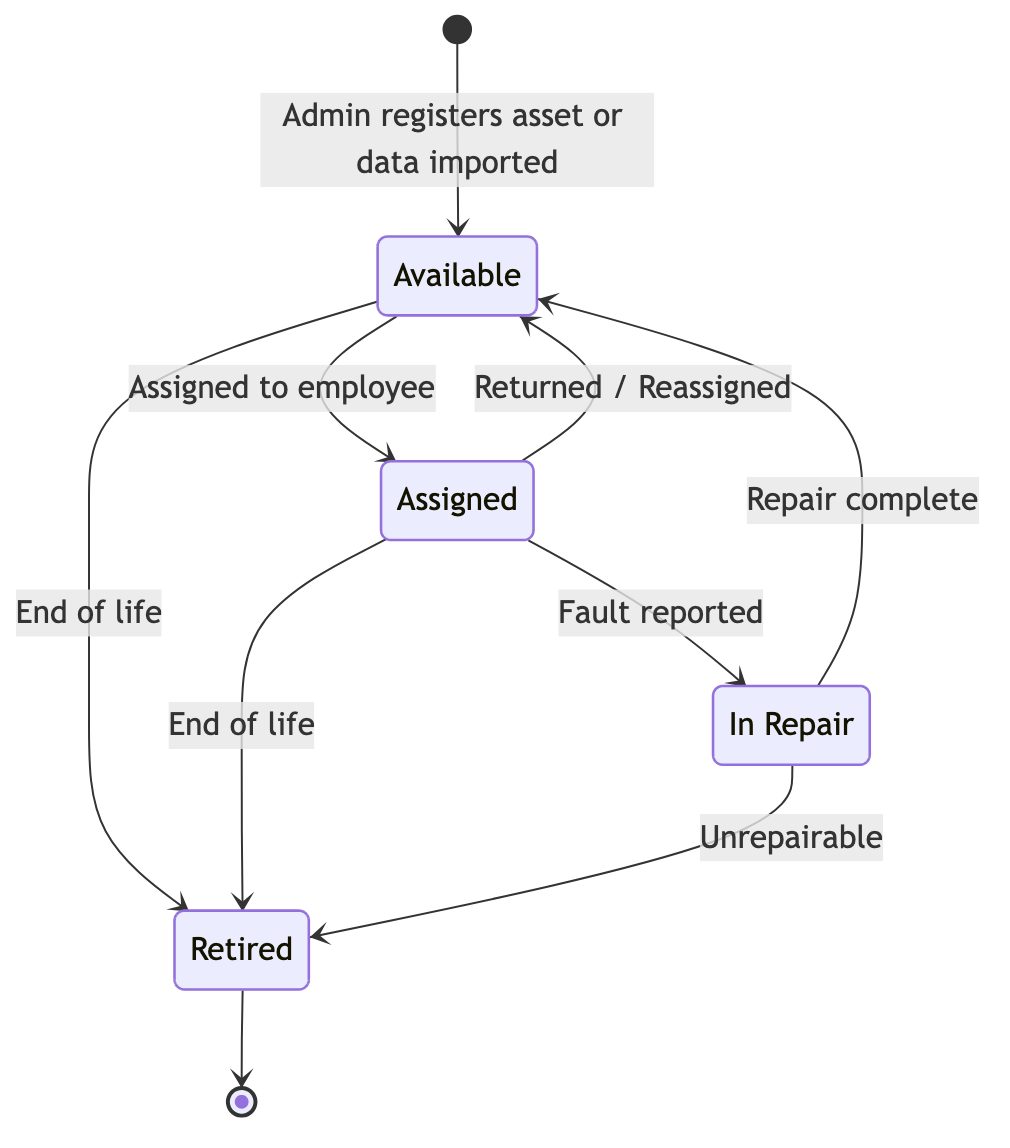 Admin registers asset or
data imported
Available
Assigned to employee
Returned / Reassigned
Assigned
Repair complete
End of life
Fault reported
End of life
In Repair
Unrepairable
Retired